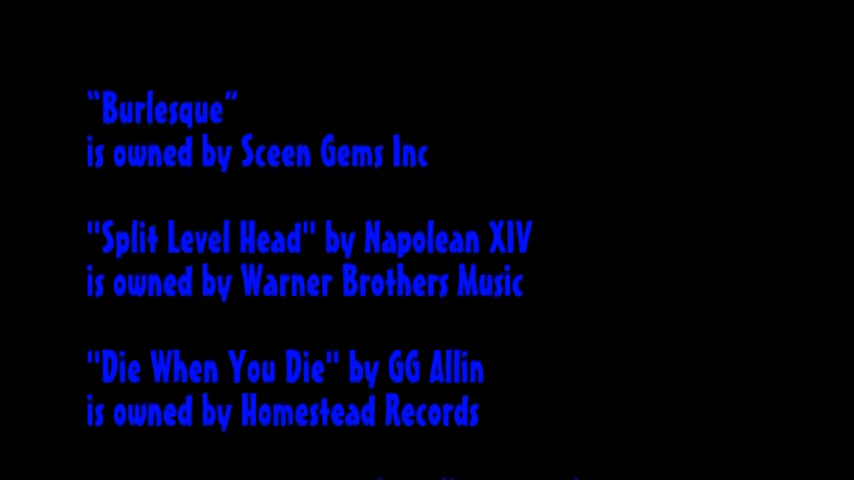 “Burlesque”
is owned by Sceen Gems Inc
"Split Level Head" by Napolean XIV
is owned by Warner Brothers Music
"Die When You Die" by GG Allin
is owned by Homestead Records